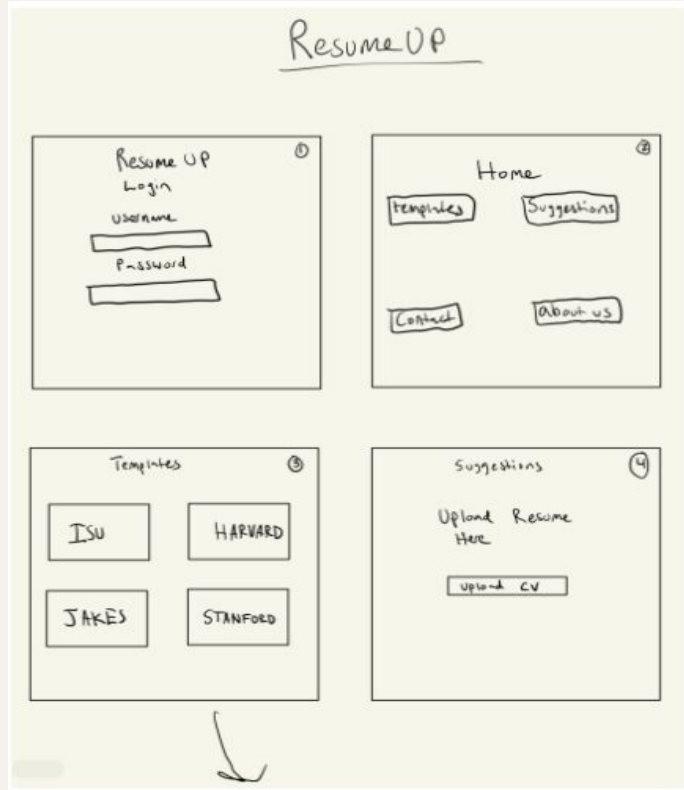 ResumeUP
①
Resume UP
Login
username
Password
②
Home
templates
Suggestions
Contact
about us
③
Templates
ISU
HARVARD
JAKES
STANFORD
④
Suggestions
Upload Resume
Here
upload CV